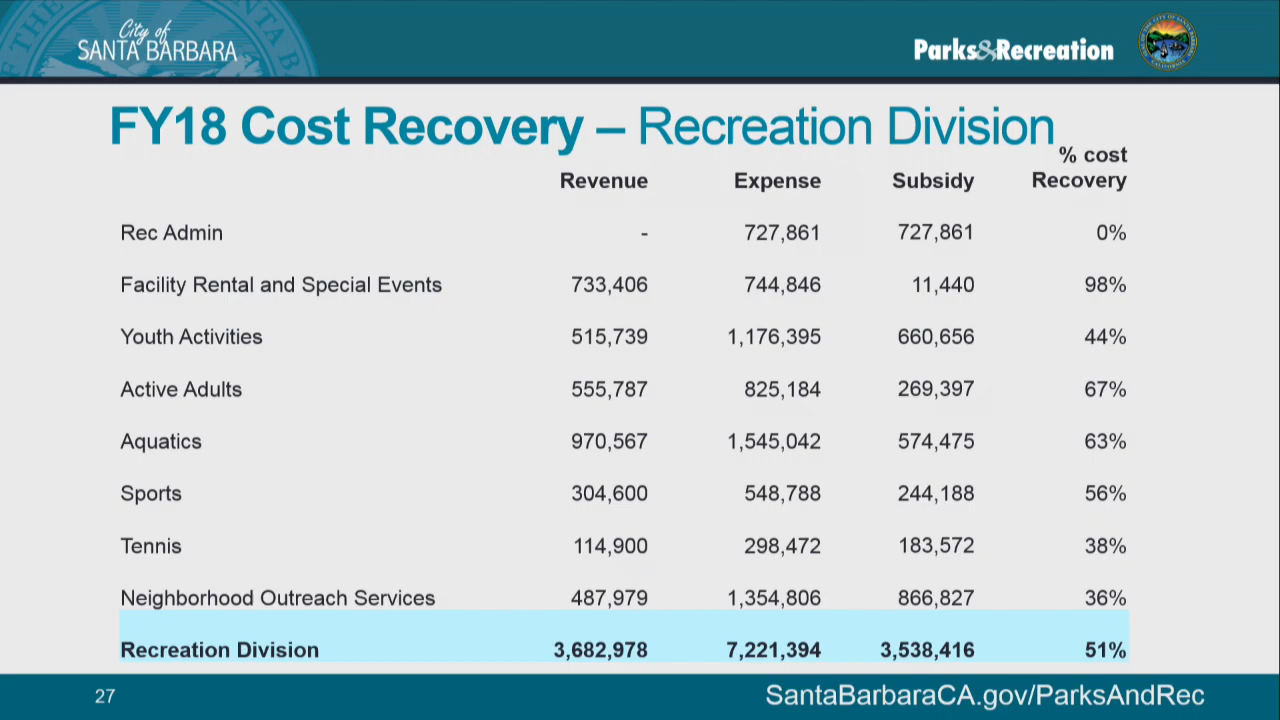 City of
SANTA BARBARA
Parks&Recreation
FY18 Cost Recovery – Recreation Division
Revenue Expense Subsidy % cost Recovery
Rec Admin - 727,861 727,861 0%
Facility Rental and Special Events 733,406 744,846 11,440 98%
Youth Activities 515,739 1,176,395 660,656 44%
Active Adults 555,787 825,184 269,397 67%
Aquatics 970,567 1,545,042 574,475 63%
Sports 304,600 548,788 244,188 56%
Tennis 114,900 298,472 183,572 38%
Neighborhood Outreach Services 487,979 1,354,806 866,827 36%
Recreation Division 3,682,978 7,221,394 3,538,416 51%
27
SantaBarbaraCA.gov/ParksAndRec